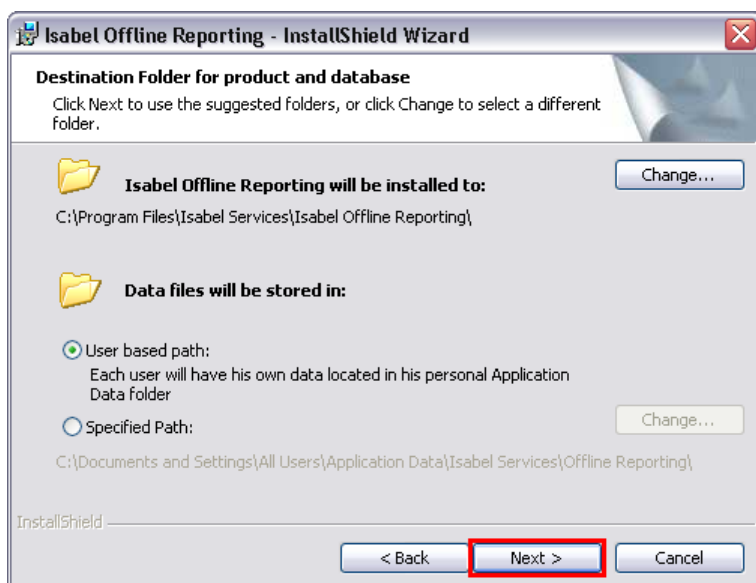 Isabel Offline Reporting - InstallShield Wizard
Destination Folder for product and database
Click Next to use the suggested folders, or click Change to select a different
folder.
Isabel Offline Reporting will be installed to:
Change...
C:\Program Files\Isabel Services\Isabel Offline Reporting\
Data files will be stored in:
User based path:
Each user will have his own data located in his personal Application
Data folder
Specified Path:
Change...
C:\Documents and Settings\All Users\Application Data\Isabel Services\Offline Reporting\
InstallShield
< Back
Next >
Cancel